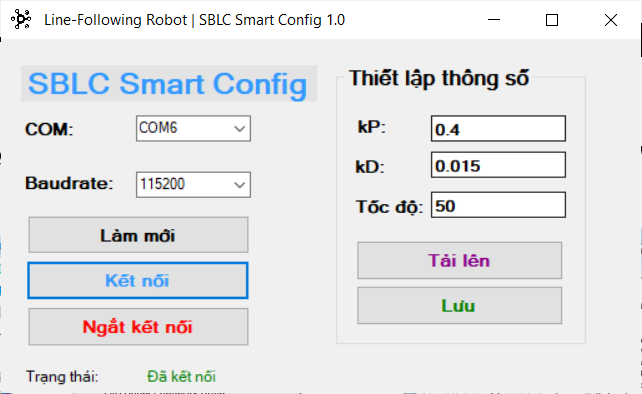 Line-Following Robot | SBLC Smart Config 1.0
SBLC Smart Config
COM:
COM6
Baudrate:
115200
Làm mới
Kết nối
Ngắt kết nối
Trạng thái:
Đã kết nối
Thiết lập thông số
kP:
0.4
kD:
0.015
Tốc độ:
50
Tải lên
Lưu